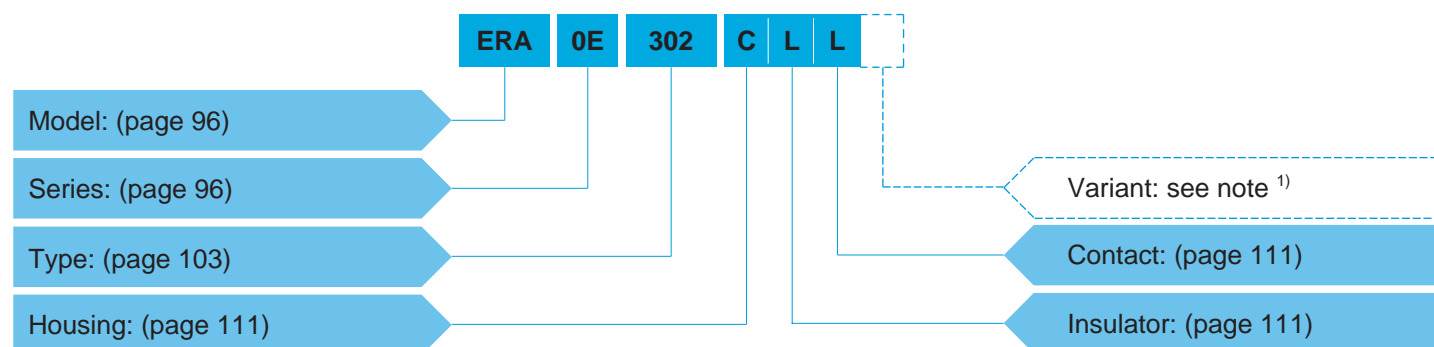 ERA 0E 302 C L L
Model: (page 96)
Series: (page 96)
Type: (page 103)
Housing: (page 111)
Variant: see note 1)
Contact: (page 111)
Insulator: (page 111)